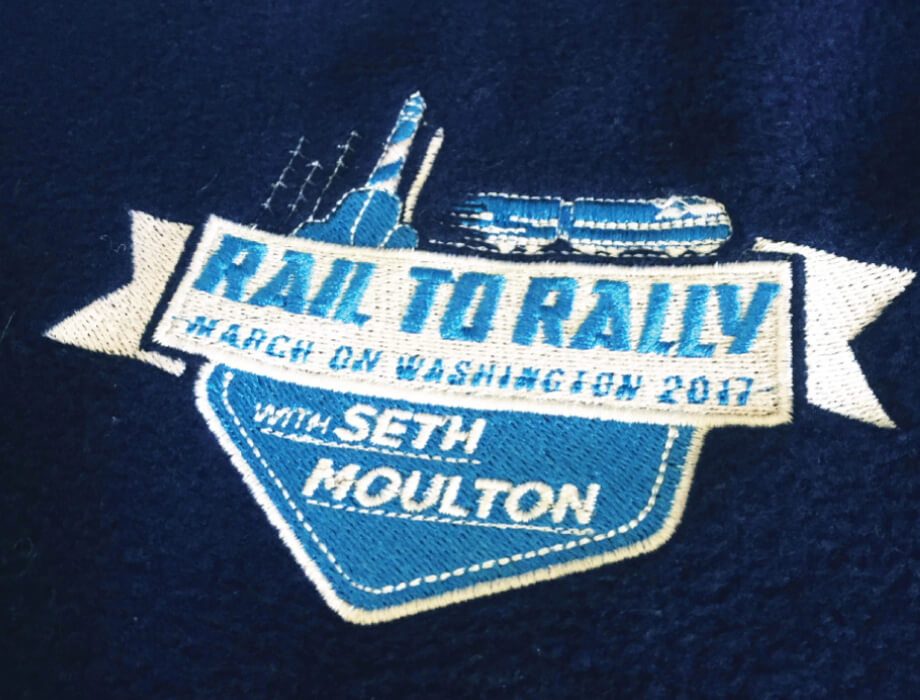 RAIL TO RALLY
MARCH ON WASHINGTON 2017
WITH SETH
MOULTON